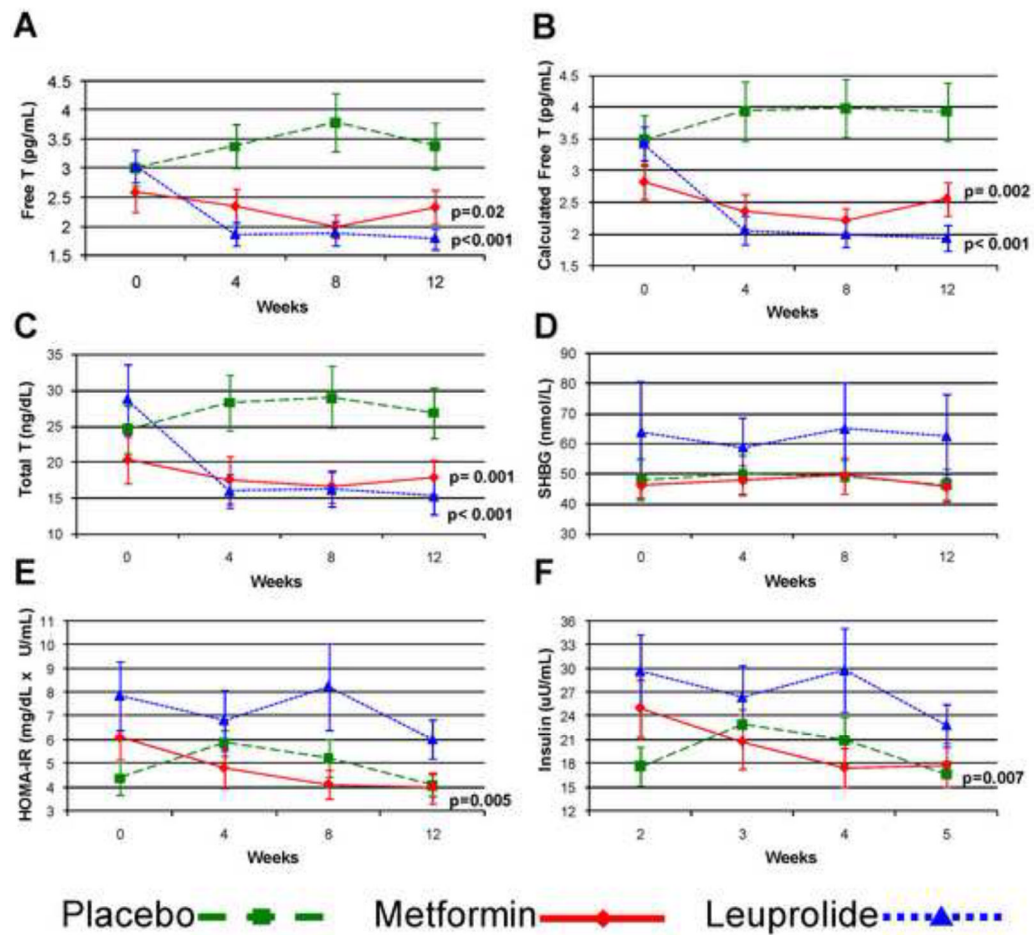 A
Free T (pg/mL)
4.5
4
3.5
3
2.5
2
1.5
p=0.02
p<0.001
0 4 8 12
Weeks
B
Calculated Free T (pg/mL)
4.5
4
3.5
3
2.5
2
1.5
p= 0.002
p< 0.001
0 4 8 12
Weeks
C
Total T (ng/dL)
35
30
25
20
15
10
p= 0.001
p< 0.001
0 4 8 12
Weeks
D
SHBG (nmol/L)
90
80
70
60
50
40
30
0 4 8 12
Weeks
E
HOMA-IR (mg/dL x U/mL)
11
10
9
8
7
6
5
4
3
p=0.005
0 4 8 12
Weeks
F
Insulin (uU/mL)
36
33
30
27
24
21
18
15
12
p=0.007
2 3 4 5
Weeks
Placebo Metformin Leuprolide